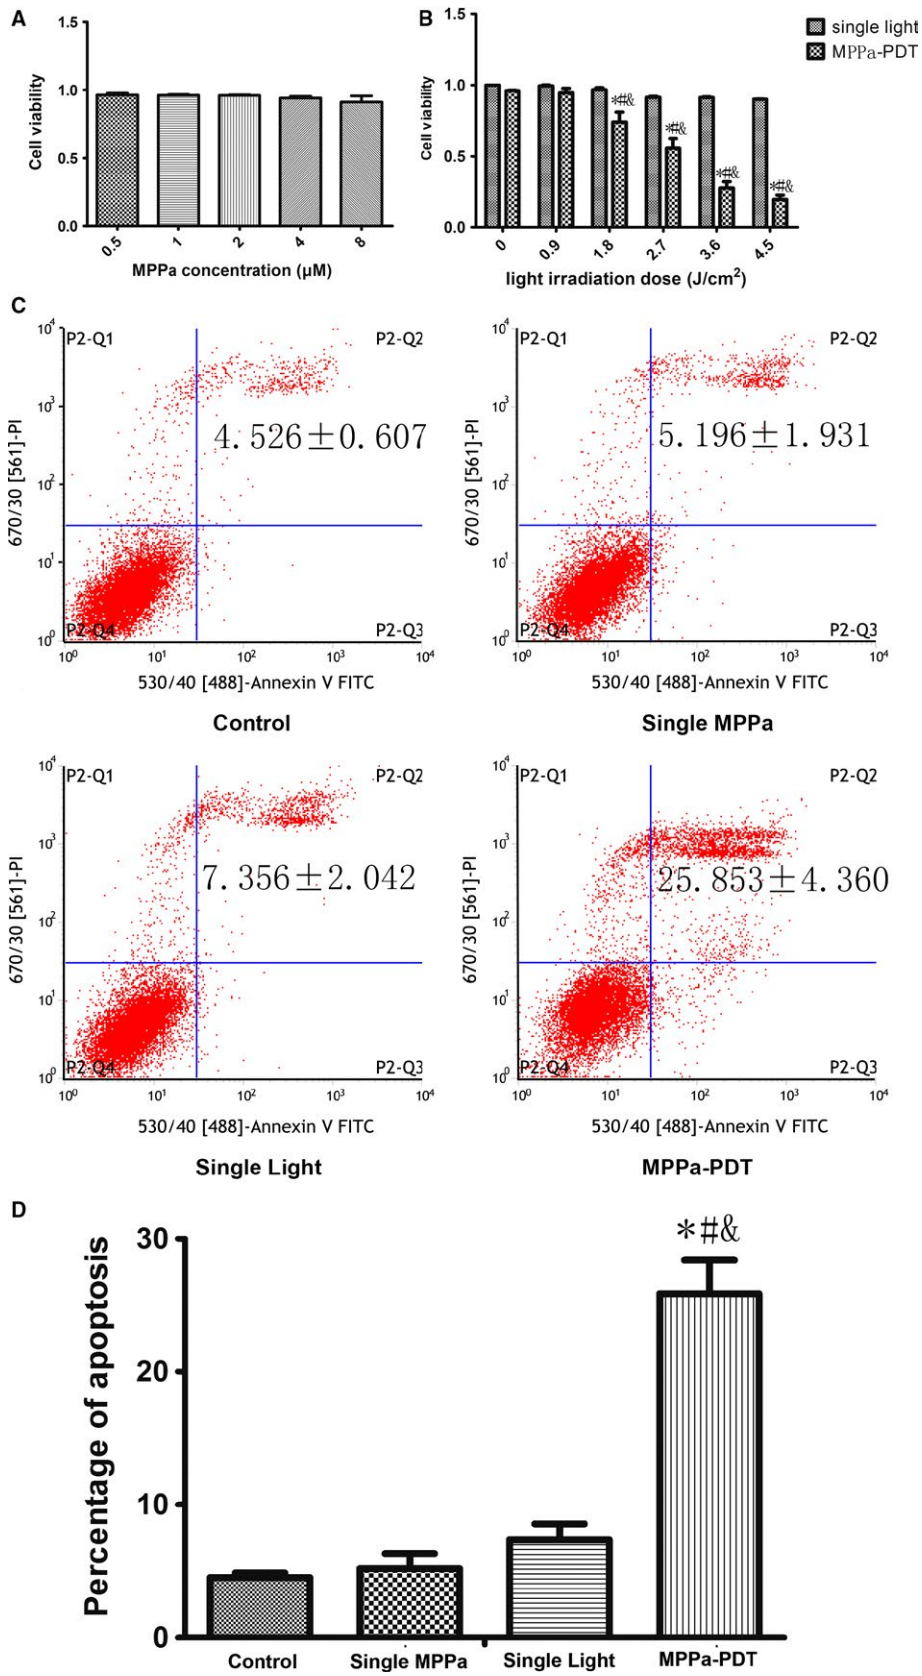 A
1.5
1.0
0.5
0.0
Cell viability
0.5
1
2
4
8
MPPa concentration (µM)
B
1.5
1.0
0.5
0.0
Cell viability
*#&
*#&
*#&
*#&
0
0.9
1.8
2.7
3.6
4.5
light irradiation dose (J/cm²)
single light
MPPa-PDT
C
P2-Q1
P2-Q2
P2-Q4
P2-Q3
4.526±0.607
10⁴
10³
10²
10¹
10⁰
670/30 [561]-PI
10⁰
10¹
10²
10³
10⁴
530/40 [488]-Annexin V FITC
Control
P2-Q1
P2-Q2
P2-Q4
P2-Q3
5.196±1.931
10⁴
10³
10²
10¹
10⁰
670/30 [561]-PI
10⁰
10¹
10²
10³
10⁴
530/40 [488]-Annexin V FITC
Single MPPa
P2-Q1
P2-Q2
P2-Q4
P2-Q3
7.356±2.042
10⁴
10³
10²
10¹
10⁰
670/30 [561]-PI
10⁰
10¹
10²
10³
10⁴
530/40 [488]-Annexin V FITC
Single Light
P2-Q1
P2-Q2
P2-Q4
P2-Q3
25.853±4.360
10⁴
10³
10²
10¹
10⁰
670/30 [561]-PI
10⁰
10¹
10²
10³
10⁴
530/40 [488]-Annexin V FITC
MPPa-PDT
D
30
20
10
0
Percentage of apoptosis
*#&
Control
Single MPPa
Single Light
MPPa-PDT